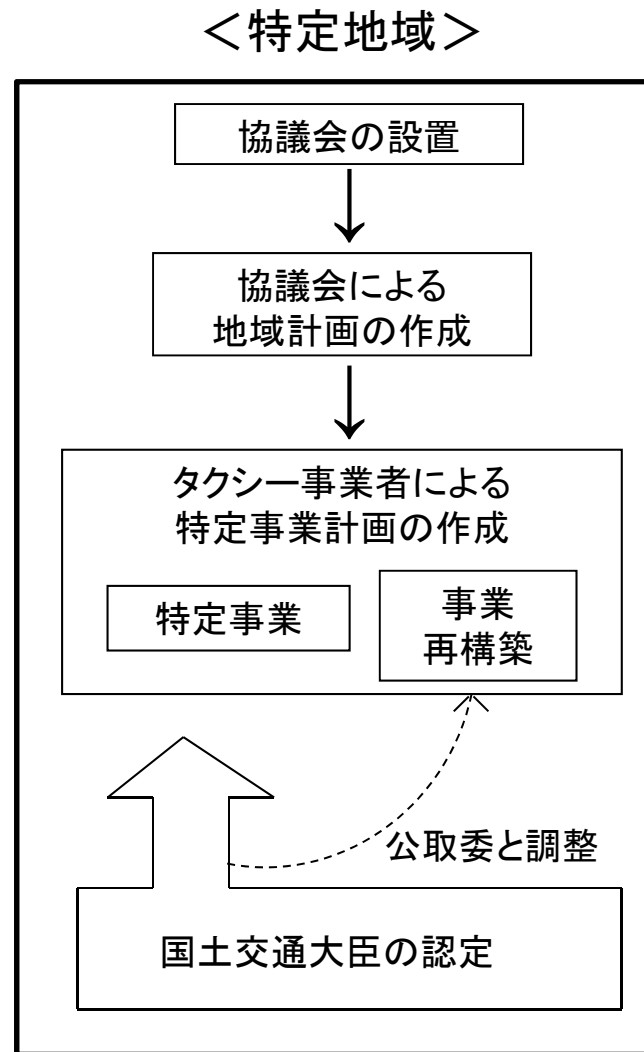 ＜特定地域＞
協議会の設置
協議会による
地域計画の作成
タクシー事業者による
特定事業計画の作成
特定事業
事業
再構築
公取委と調整
国土交通大臣の認定